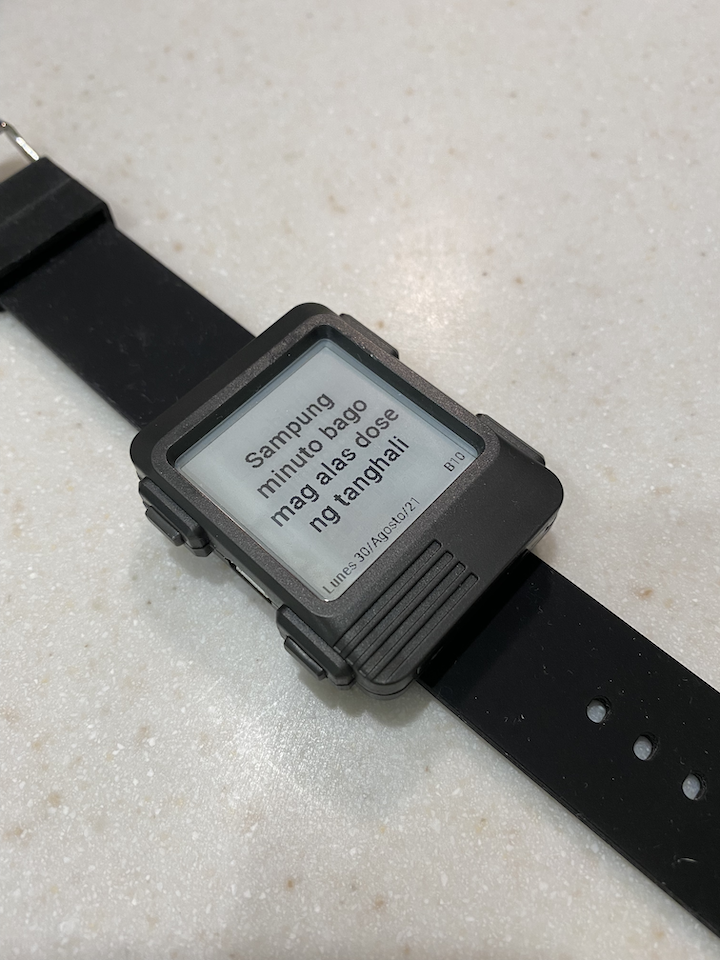 Sampung
minuto bago
mag alas dose
ng tanghali
Lunes 30/Agosto/21
B10